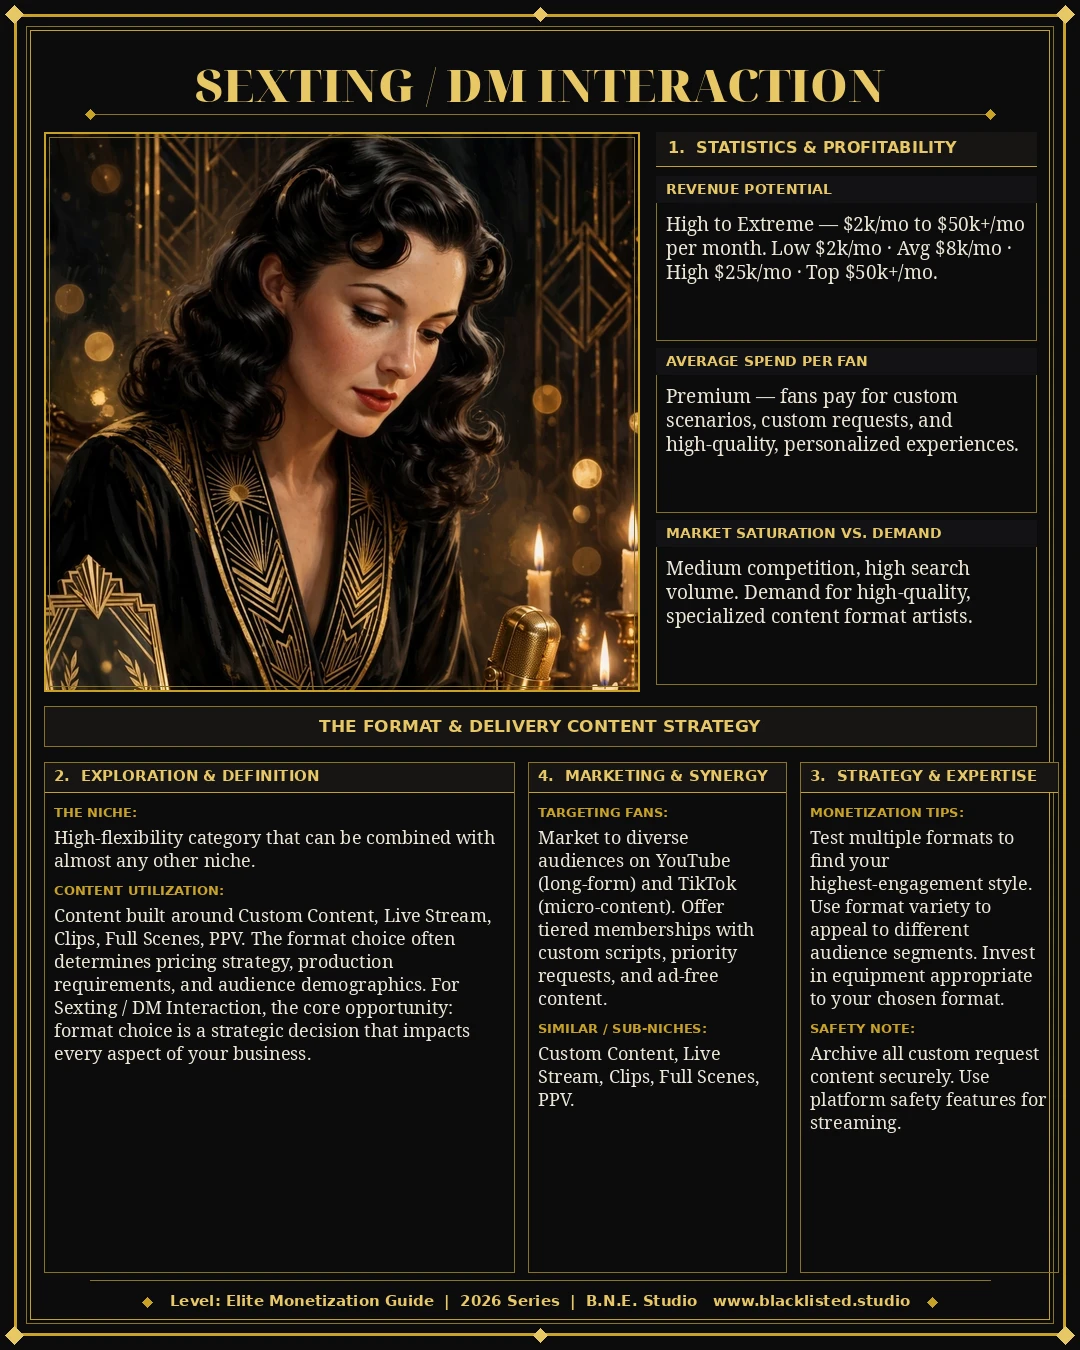 SEXTING / DM INTERACTION
1. STATISTICS & PROFITABILITY
REVENUE POTENTIAL
High to Extreme — $2k/mo to $50k+/mo
per month. Low $2k/mo · Avg $8k/mo ·
High $25k/mo · Top $50k+/mo.
AVERAGE SPEND PER FAN
Premium — fans pay for custom
scenarios, custom requests, and
high-quality, personalized experiences.
MARKET SATURATION VS. DEMAND
Medium competition, high search
volume. Demand for high-quality,
specialized content format artists.
THE FORMAT & DELIVERY CONTENT STRATEGY
2. EXPLORATION & DEFINITION
THE NICHE:
High-flexibility category that can be combined with
almost any other niche.
CONTENT UTILIZATION:
Content built around Custom Content, Live Stream,
Clips, Full Scenes, PPV. The format choice often
determines pricing strategy, production
requirements, and audience demographics. For
Sexting / DM Interaction, the core opportunity:
format choice is a strategic decision that impacts
every aspect of your business.
4. MARKETING & SYNERGY
TARGETING FANS:
Market to diverse
audiences on YouTube
(long-form) and TikTok
(micro-content). Offer
tiered memberships with
custom scripts, priority
requests, and ad-free
content.
SIMILAR / SUB-NICHES:
Custom Content, Live
Stream, Clips, Full Scenes,
PPV.
3. STRATEGY & EXPERTISE
MONETIZATION TIPS:
Test multiple formats to
find your
highest-engagement style.
Use format variety to
appeal to different
audience segments. Invest
in equipment appropriate
to your chosen format.
SAFETY NOTE:
Archive all custom request
content securely. Use
platform safety features for
streaming.
Level: Elite Monetization Guide | 2026 Series | B.N.E. Studio www.blacklisted.studio